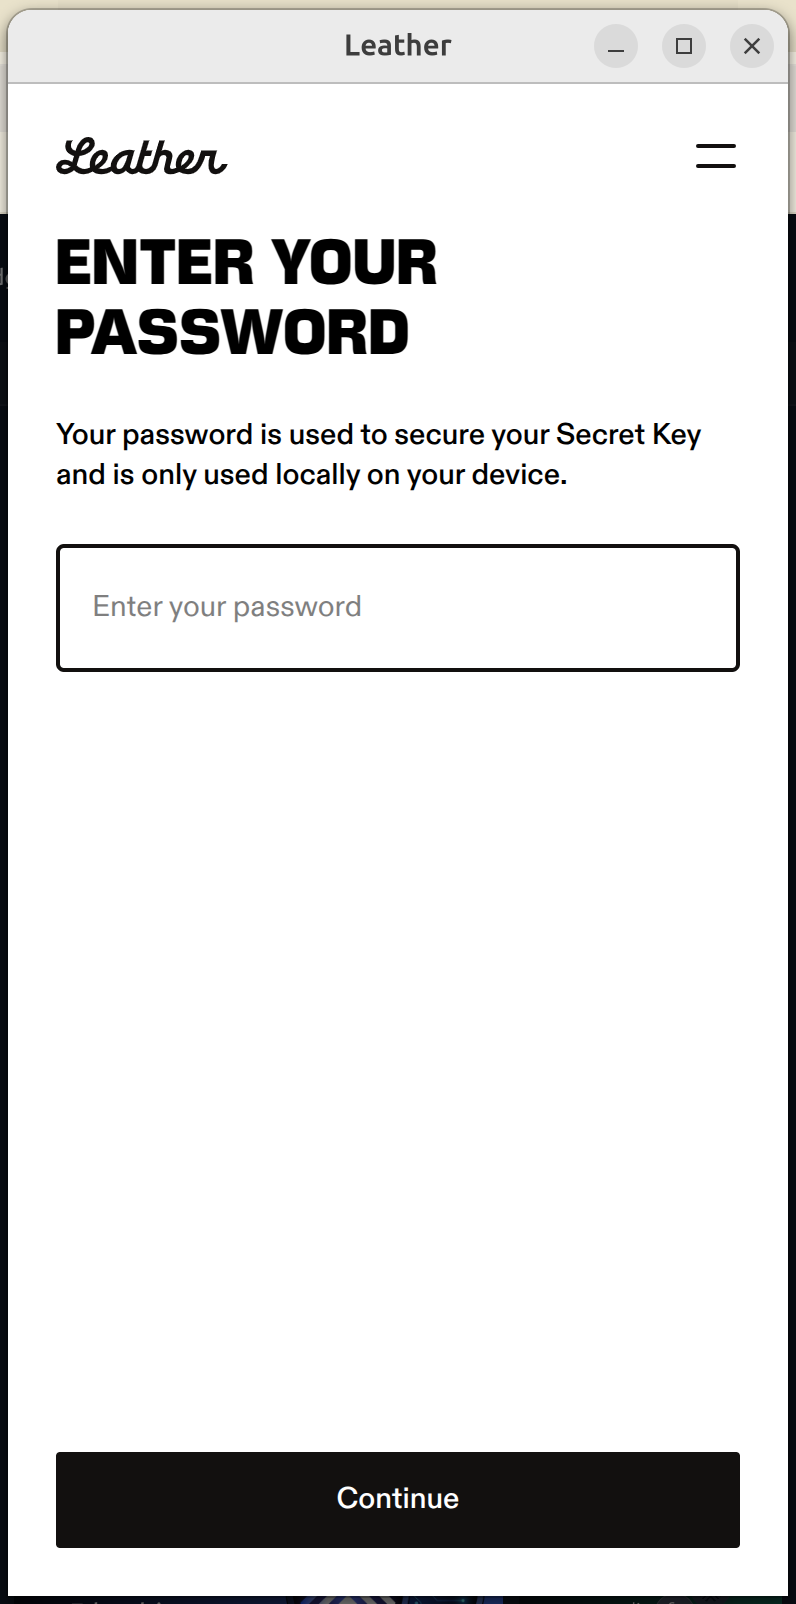 Leather
Leather
ENTER YOUR
PASSWORD
Your password is used to secure your Secret Key
and is only used locally on your device.
Enter your password
Continue